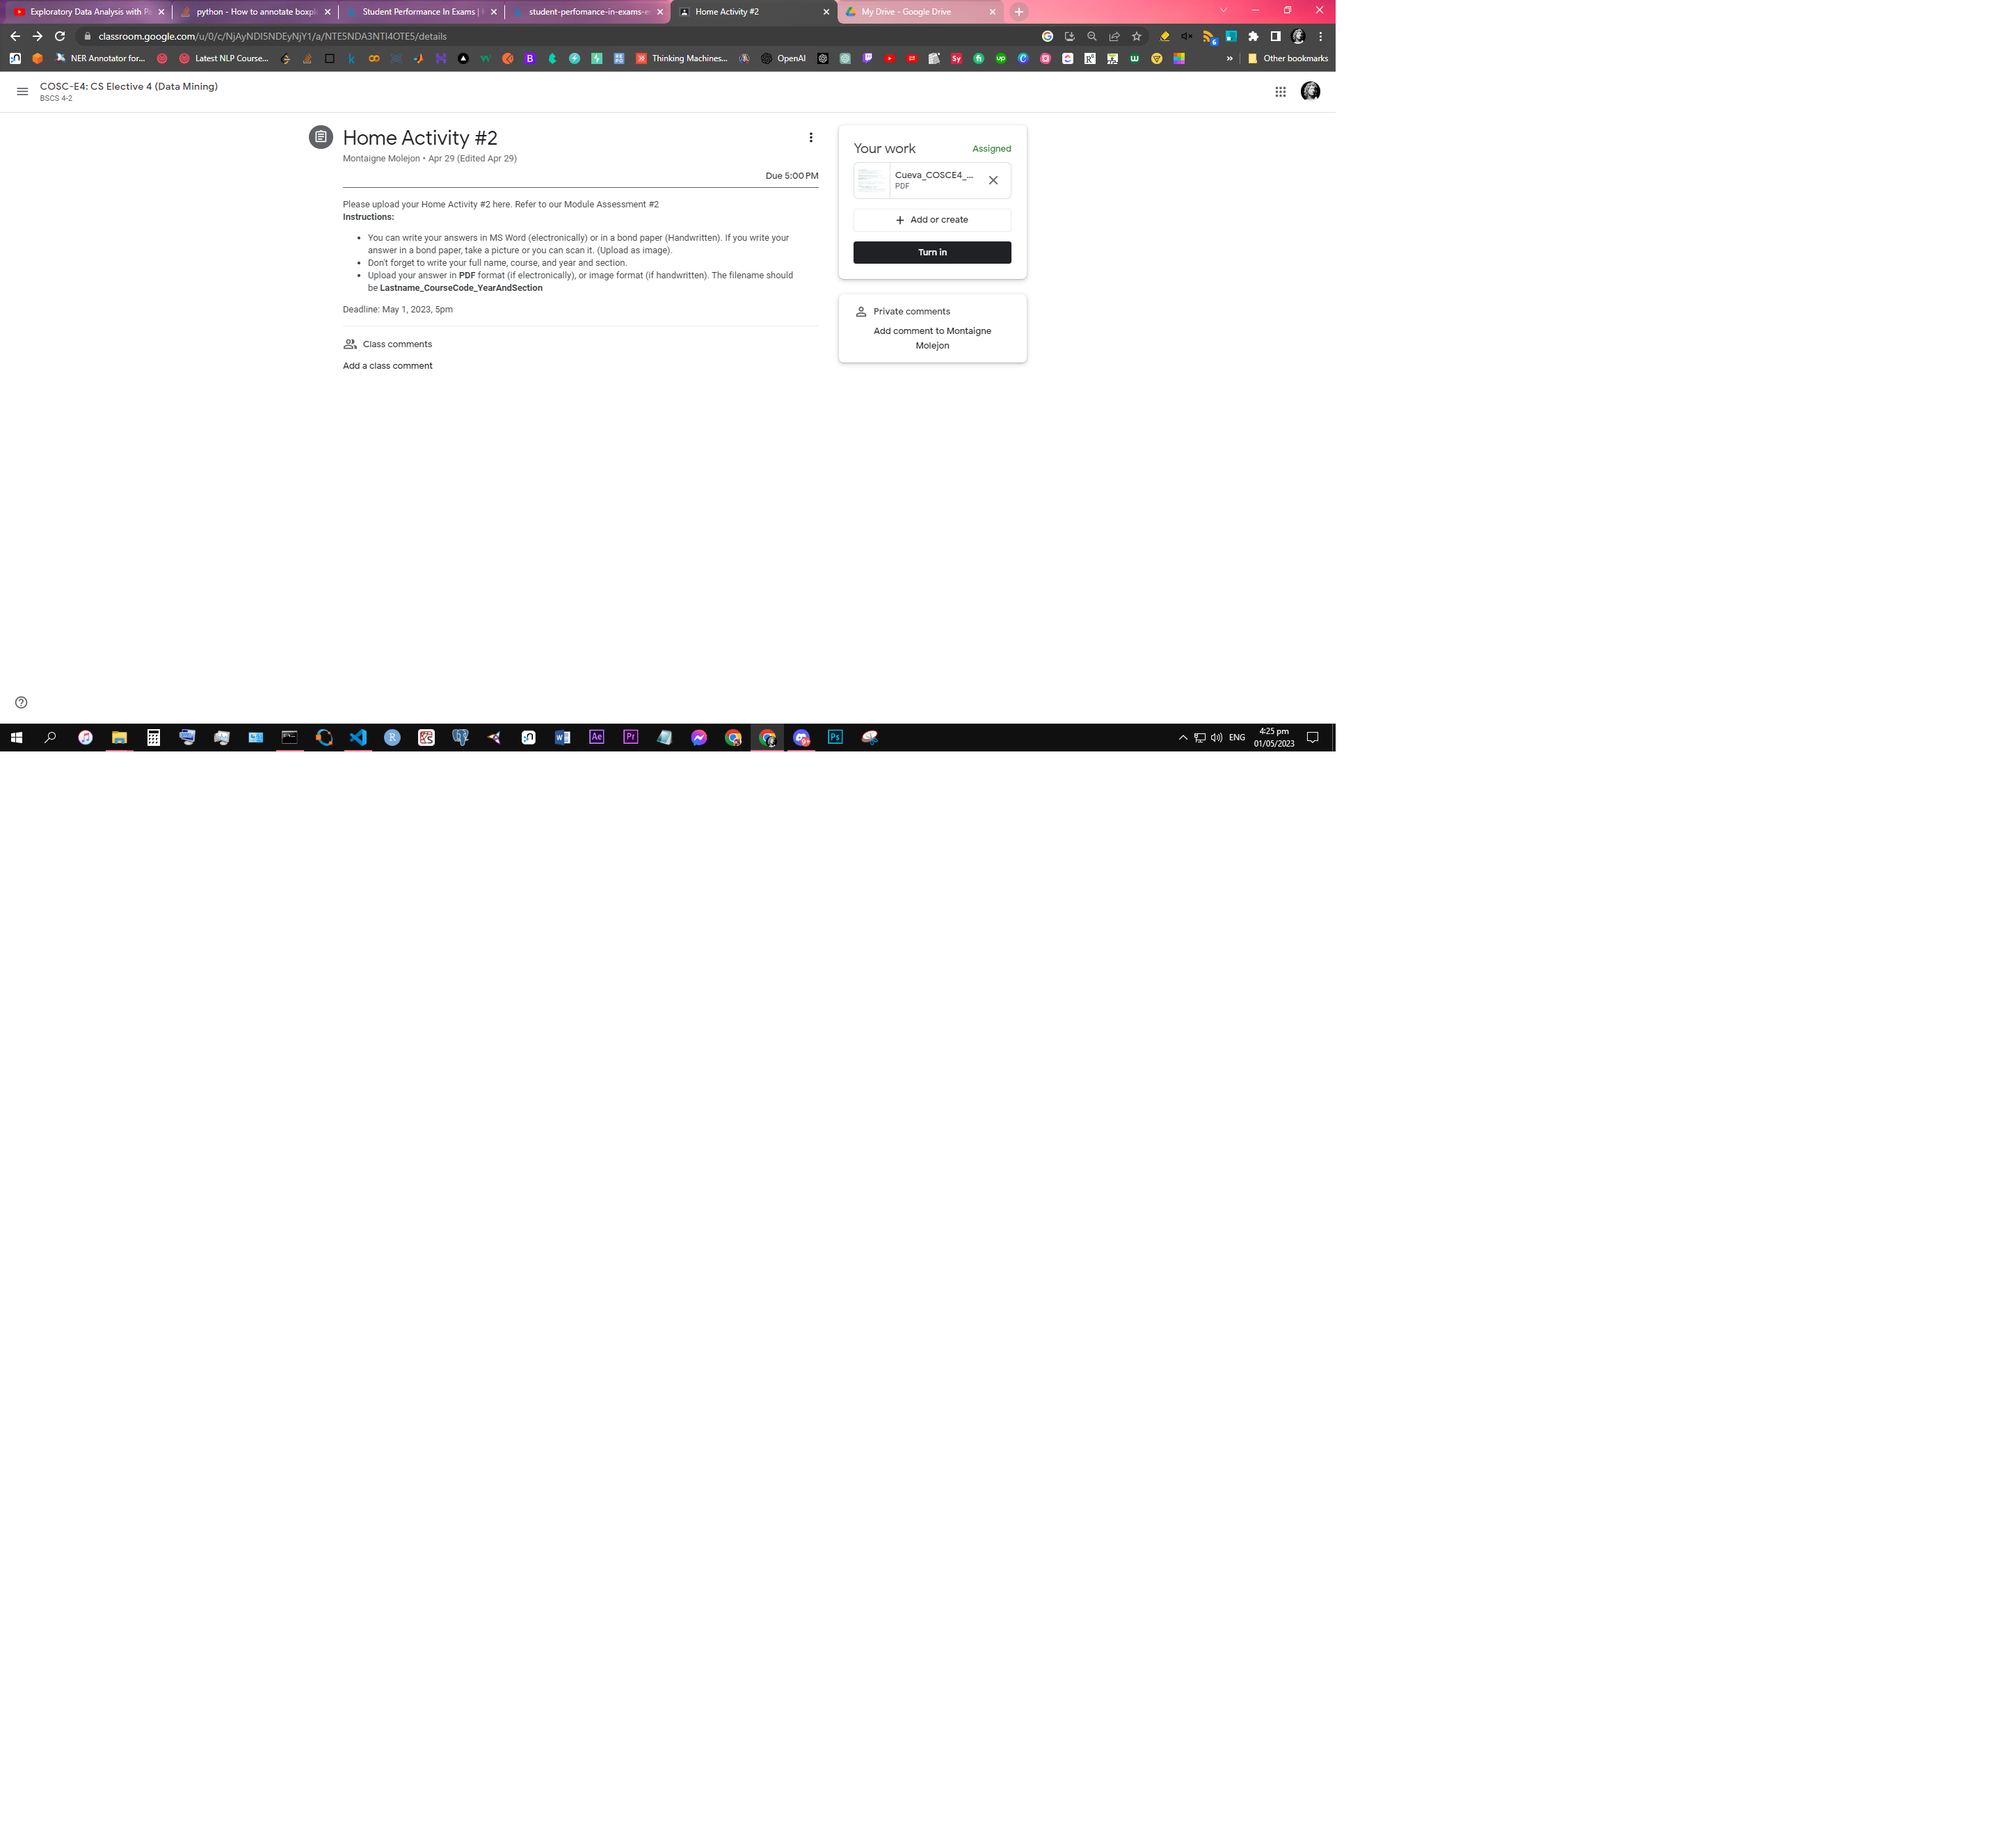 Exploratory Data Analysis with Pa
python - How to annotate boxplo
Student Performance In Exams |
student-perfomance-in-exams-e
Home Activity #2
My Drive - Google Drive
classroom.google.com/u/0/c/NjAyNDI5NDEyNjY1/a/NTE5NDA3NTI4OTE5/details
NER Annotator for...
Latest NLP Course...
Thinking Machines...
OpenAI
Sy
up
»
Other bookmarks
COSC-E4: CS Elective 4 (Data Mining)
BSCS 4-2
Home Activity #2
Montaigne Molejon • Apr 29 (Edited Apr 29)
Due 5:00 PM
Please upload your Home Activity #2 here. Refer to our Module Assessment #2
Instructions:
• You can write your answers in MS Word (electronically) or in a bond paper (Handwritten). If you write your
answer in a bond paper, take a picture or you can scan it. (Upload as image).
• Don't forget to write your full name, course, and year and section.
• Upload your answer in PDF format (if electronically), or image format (if handwritten). The filename should
be Lastname_CourseCode_YearAndSection
Deadline: May 1, 2023, 5pm
Class comments
Add a class comment
Your work
Assigned
Cueva_COSCE4_...
PDF
+ Add or create
Turn in
Private comments
Add comment to Montaigne
Molejon
Ae
Pr
Ps
ENG
4:25 pm
01/05/2023